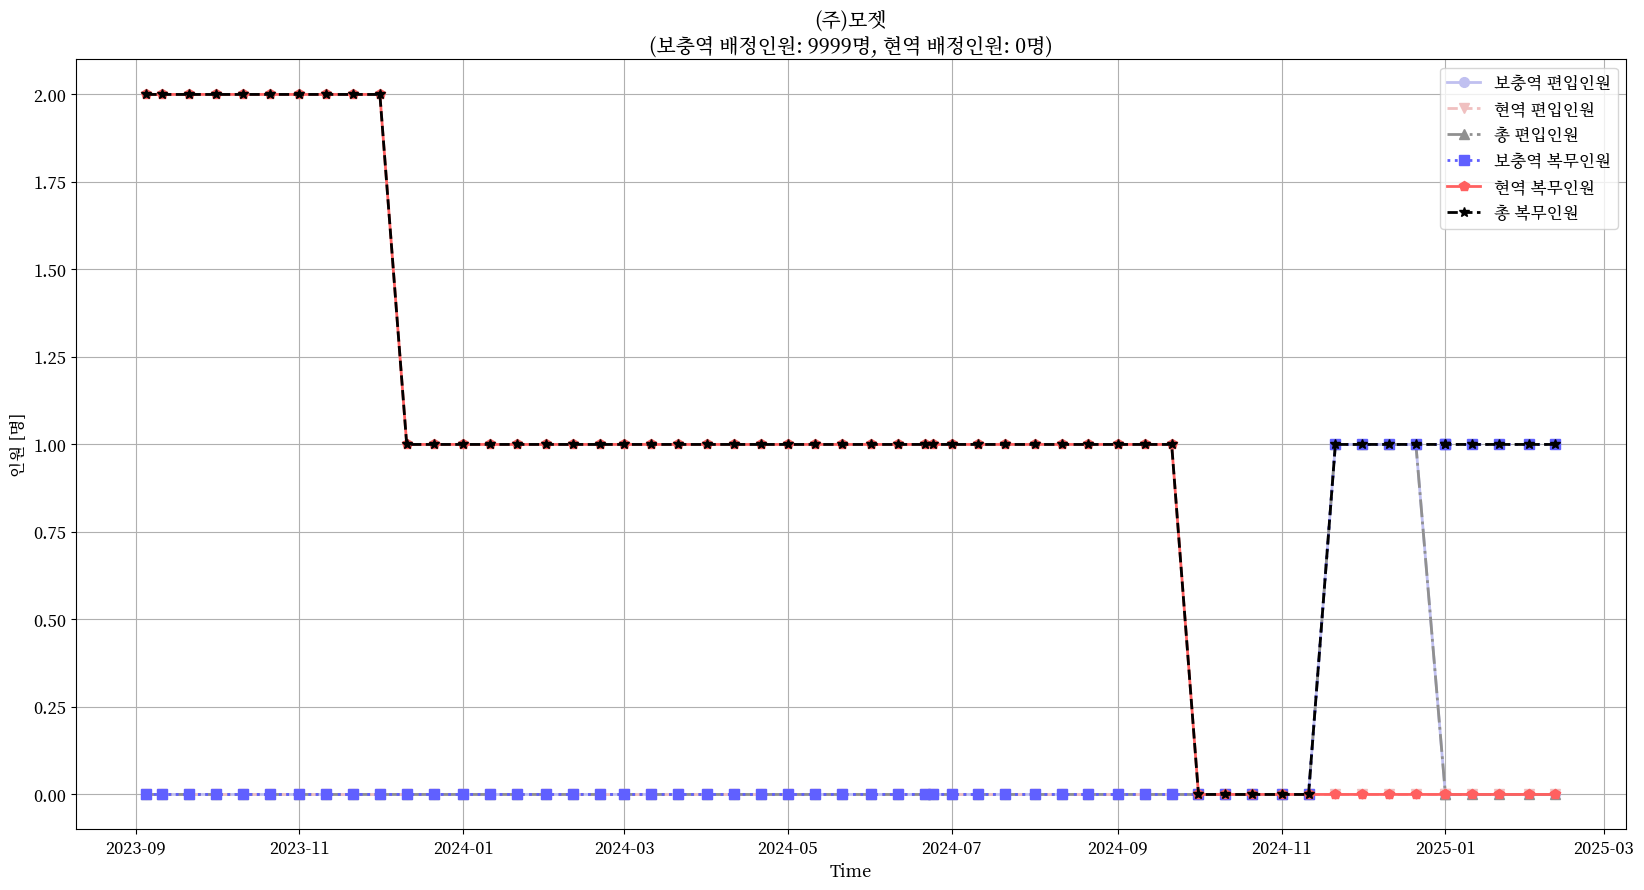 (주)모젯
(보충역 배정인원: 9999명, 현역 배정인원: 0명)
보충역 편입인원
현역 편입인원
총 편입인원
보충역 복무인원
현역 복무인원
총 복무인원
인원 [명]
2.00
1.75
1.50
1.25
1.00
0.75
0.50
0.25
0.00
2023-09
2023-11
2024-01
2024-03
2024-05
2024-07
2024-09
2024-11
2025-01
2025-03
Time